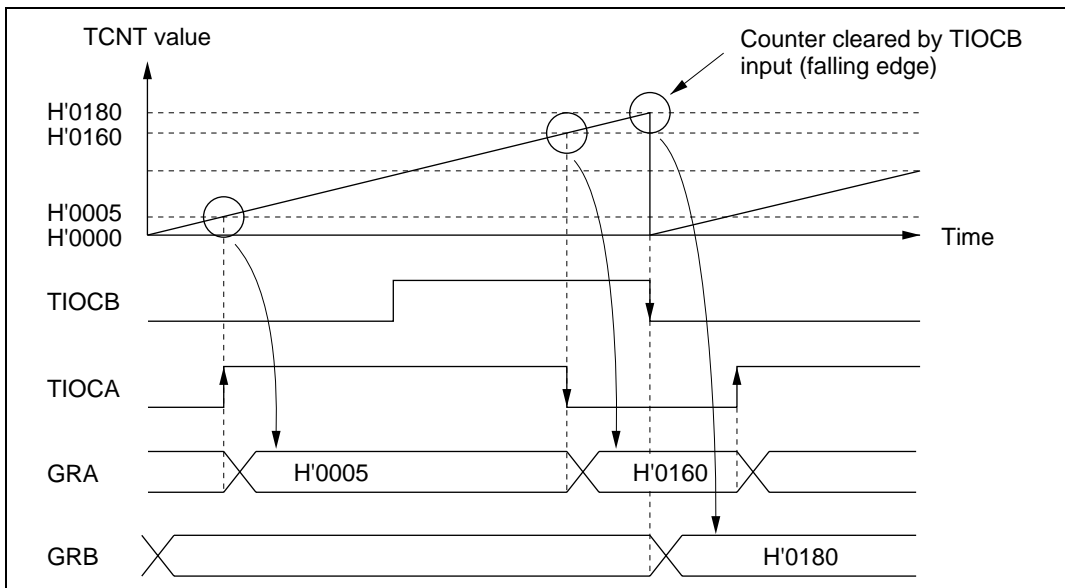 TCNT value
Counter cleared by TIOCB
input (falling edge)
H'0180
H'0160
H'0005
H'0000
Time
TIOCB
TIOCA
GRA
H'0005
H'0160
GRB
H'0180